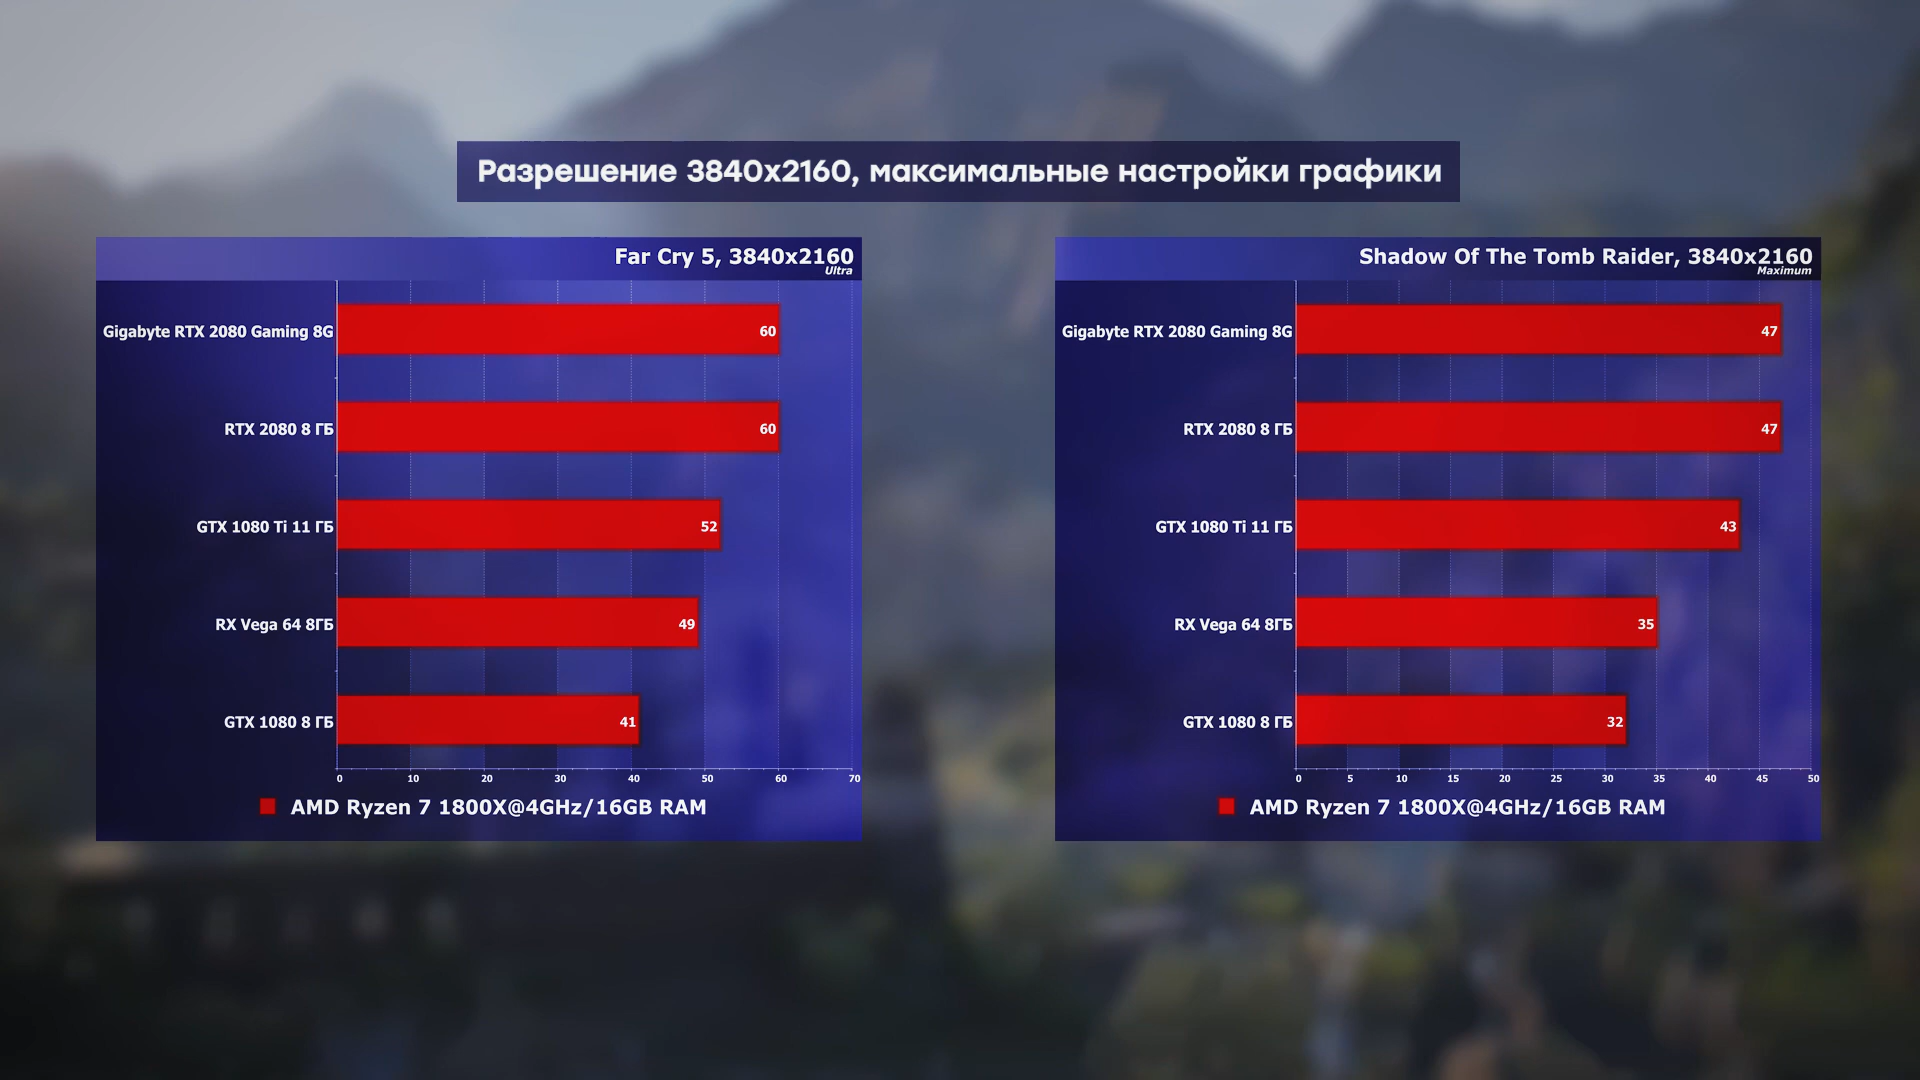 Разрешение 3840x2160, максимальные настройки графики
Far Cry 5, 3840x2160
Ultra
Gigabyte RTX 2080 Gaming 8G
60
RTX 2080 8 ГБ
60
GTX 1080 Ti 11 ГБ
52
RX Vega 64 8ГБ
49
GTX 1080 8 ГБ
41
0 10 20 30 40 50 60 70
AMD Ryzen 7 1800X@4GHz/16GB RAM
Shadow Of The Tomb Raider, 3840x2160
Maximum
Gigabyte RTX 2080 Gaming 8G
47
RTX 2080 8 ГБ
47
GTX 1080 Ti 11 ГБ
43
RX Vega 64 8ГБ
35
GTX 1080 8 ГБ
32
0 5 10 15 20 25 30 35 40 45 50
AMD Ryzen 7 1800X@4GHz/16GB RAM